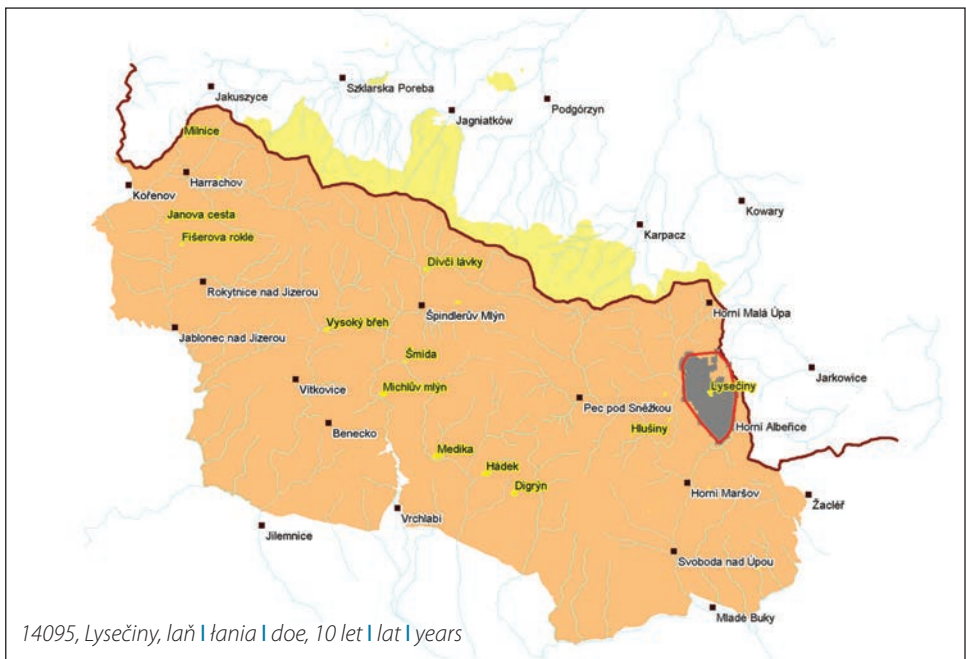 Szklarska Poreba
Jakuszyce
Podgórzyn
Jagniatków
Milnice
Harrachov
Kořenov
Kowary
Janova cesta
Karpacz
Fišerova rokle
Dívčí lávky
Rokytnice nad Jizerou
Horní Malá Úpa
Špindlerův Mlýn
Vysoký břeh
Jablonec nad Jizerou
Šmída
Jarkowice
Vítkovice
Lysečiny
Michlův mlýn
Pec pod Sněžkou
Horní Albeřice
Hlušiny
Benecko
Medika
Hádek
Digrýn
Horní Maršov
Žacléř
Vrchlabí
Jilemnice
Svoboda nad Úpou
Mladé Buky
14095, Lysečiny, laň I łania I doe, 10 let I lat I years